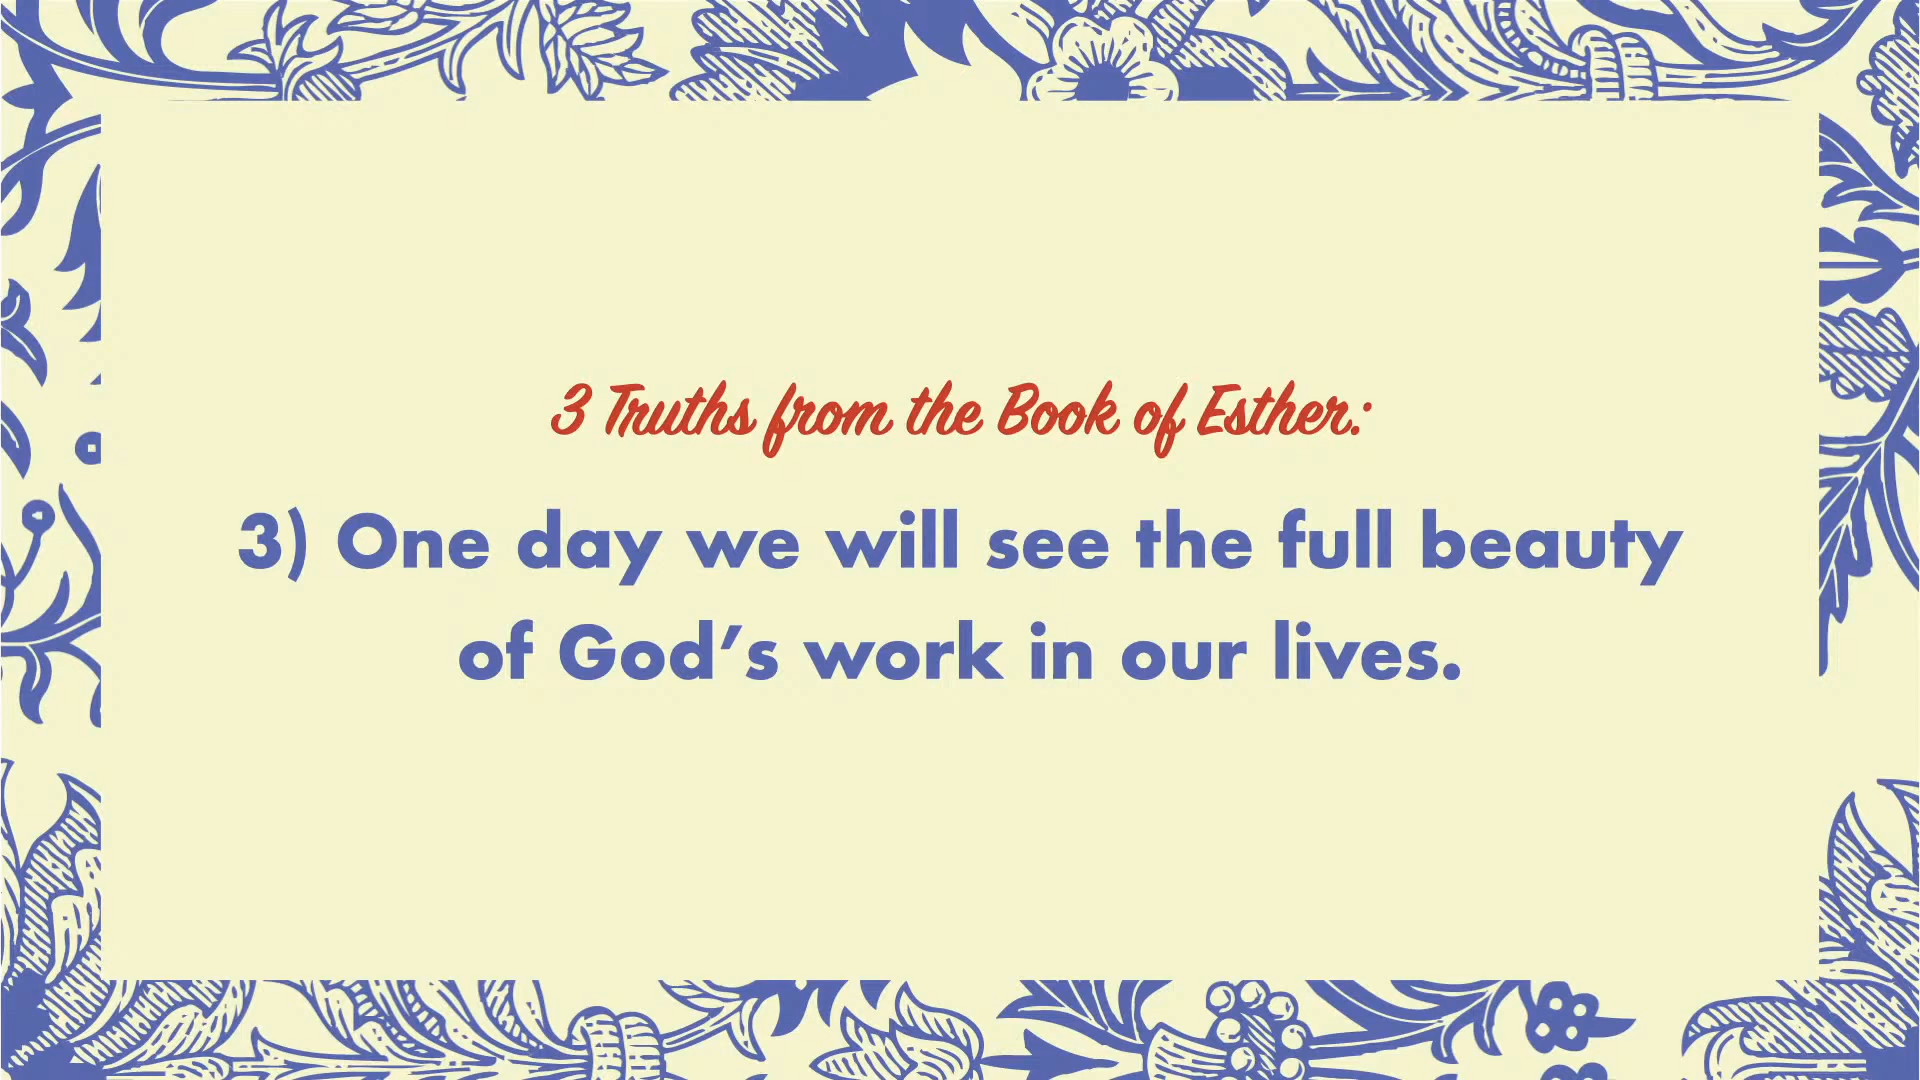 3 Truths from the Book of Esther:
3) One day we will see the full beauty
of God’s work in our lives.